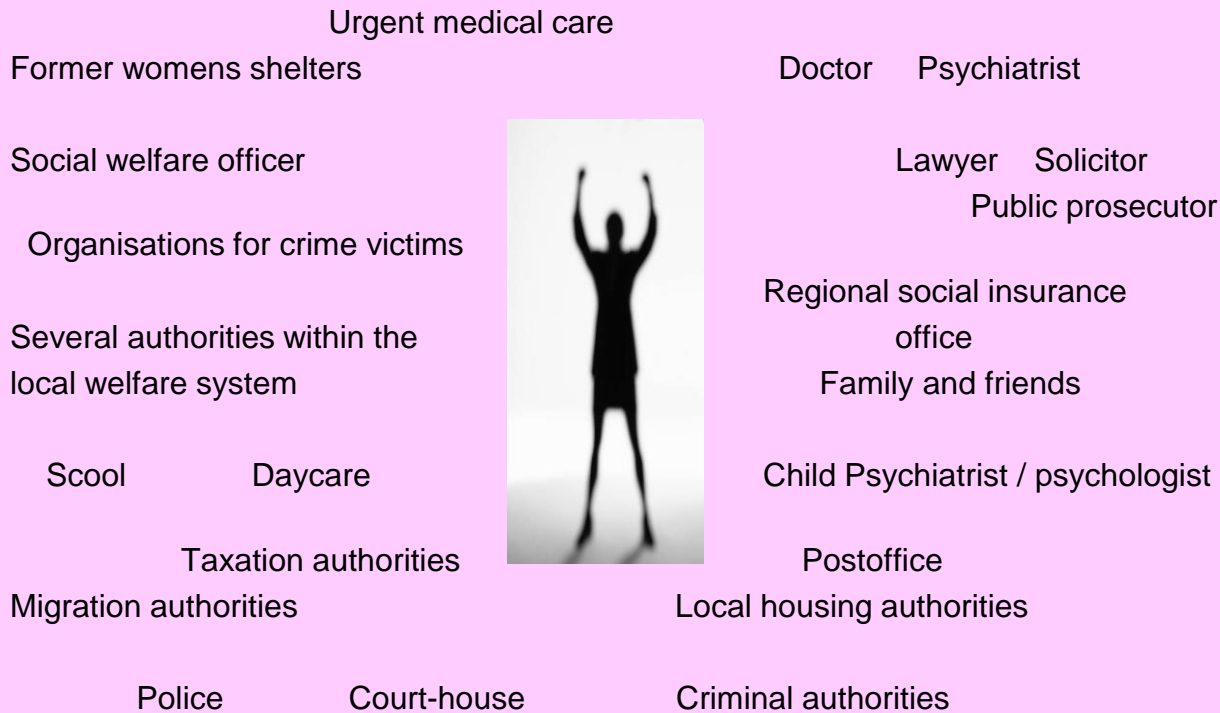 Urgent medical care
Former womens shelters
Doctor Psychiatrist
Social welfare officer
Lawyer Solicitor
Public prosecutor
Organisations for crime victims
Regional social insurance
office
Several authorities within the
local welfare system
Family and friends
Scool Daycare
Child Psychiatrist / psychologist
Taxation authorities
Postoffice
Migration authorities
Local housing authorities
Police Court-house Criminal authorities